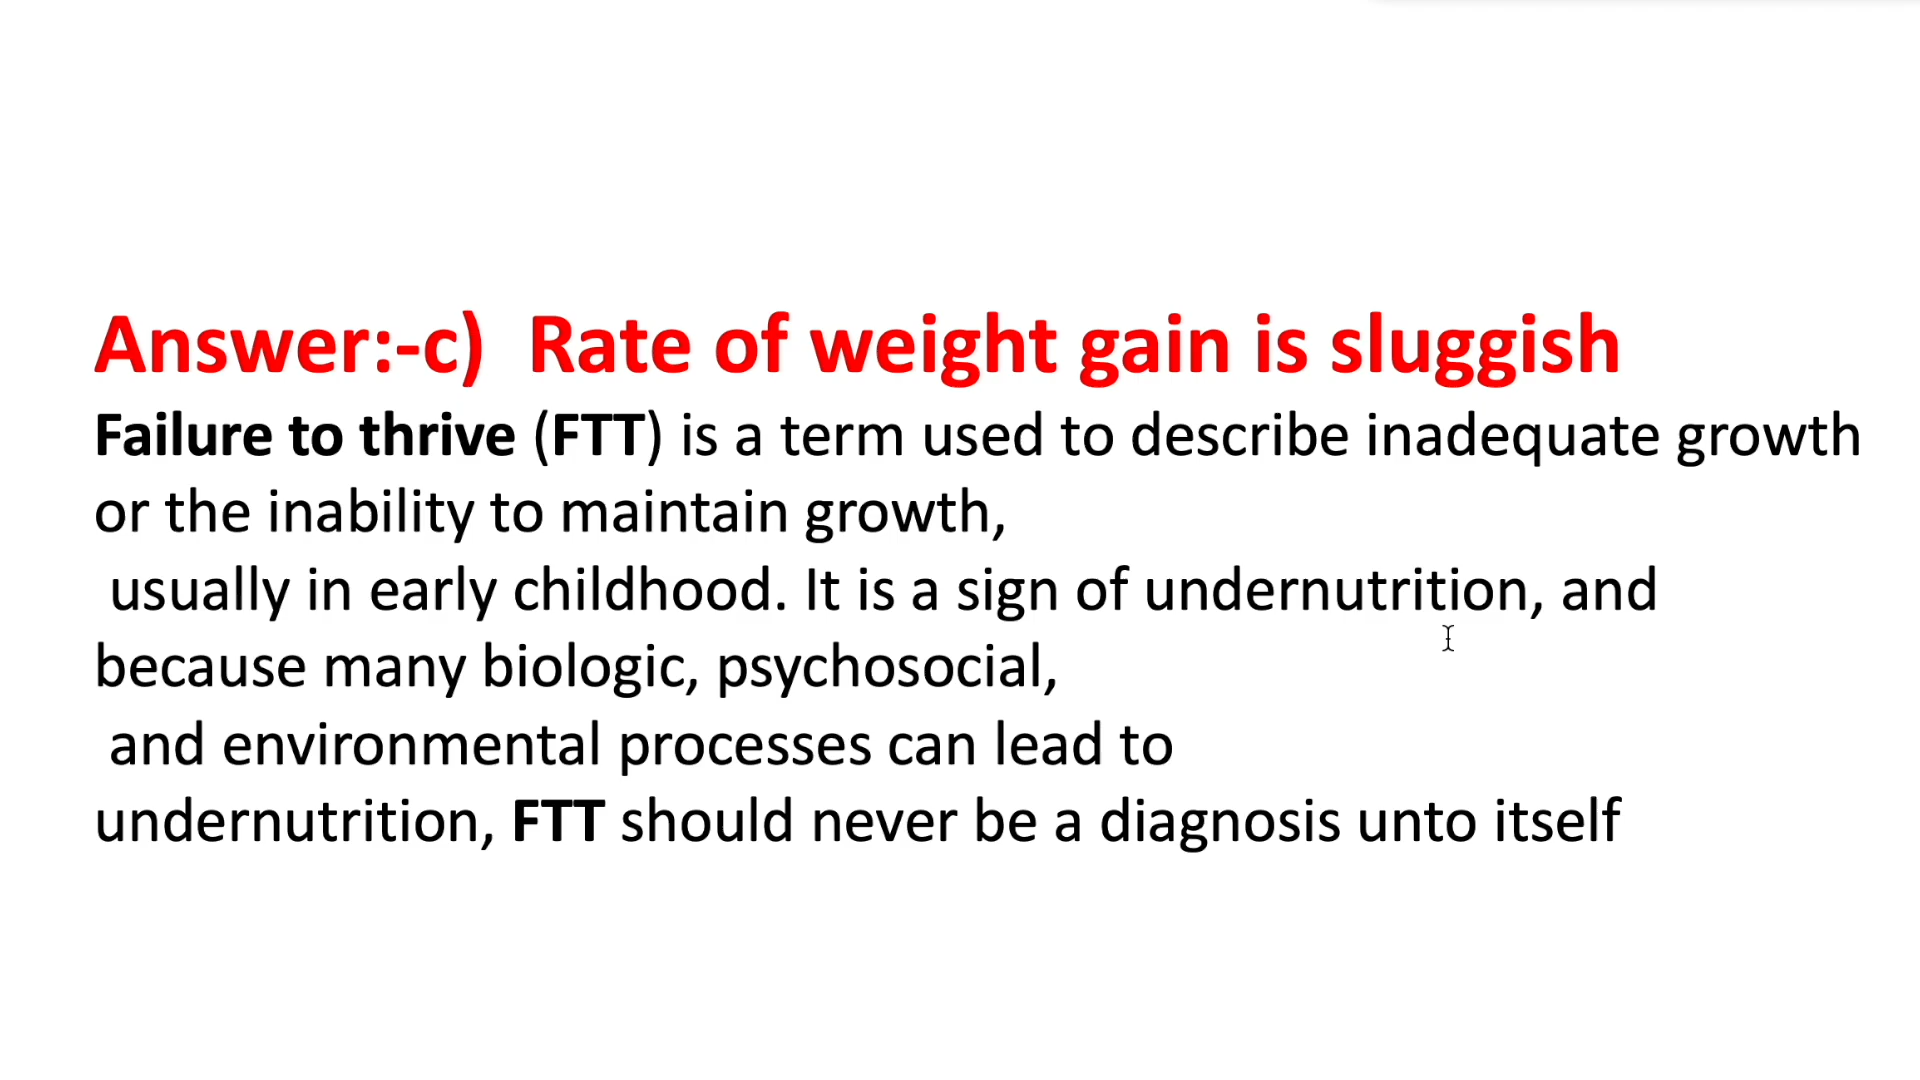 Answer:-c)  Rate of weight gain is sluggish
Failure to thrive (FTT) is a term used to describe inadequate growth
or the inability to maintain growth,
usually in early childhood. It is a sign of undernutrition, and
because many biologic, psychosocial,
and environmental processes can lead to
undernutrition, FTT should never be a diagnosis unto itself